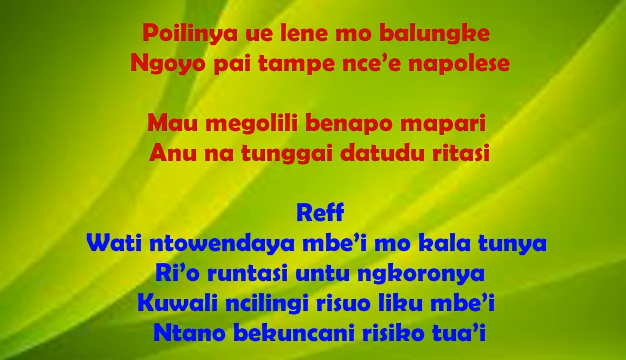 Poilinya ue lene mo balungke
Ngoyo pai tampe nce’e napolese
Mau megolili benapo mapari
Anu na tunggai datudu ritasi
Reff
Wati ntowendaya mbe’i mo kala tunya
Ri’o runtasi untu ngkoronya
Kuwali ncilingi risuo liku mbe’i
Ntano bekuncani risiko tua’i